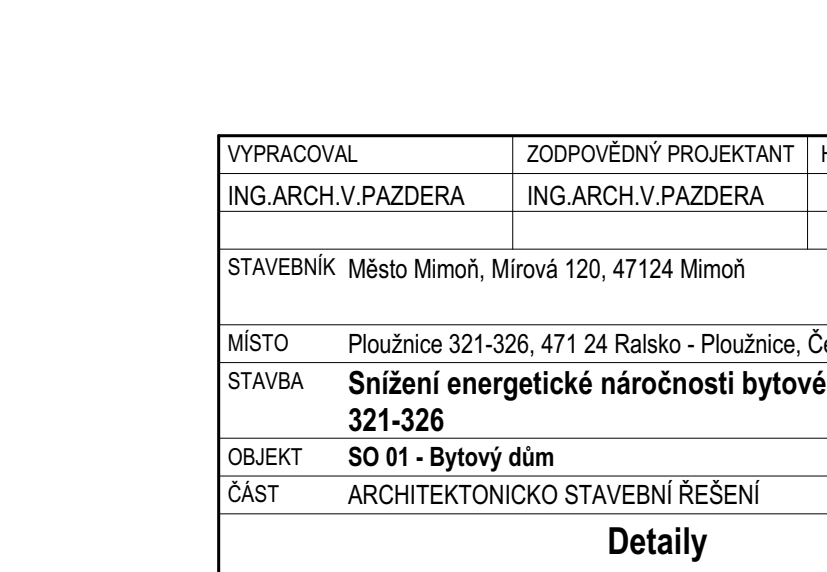 VYPRACOVAL ZODPOVĚDNÝ PROJEKTANT
ING.ARCH.V.PAZDERA ING.ARCH.V.PAZDERA
STAVEBNÍK Město Mimoň, Mírová 120, 47124 Mimoň
MÍSTO Ploužnice 321-326, 471 24 Ralsko - Ploužnice,
STAVBA Snížení energetické náročnosti bytové
321-326
OBJEKT SO 01 - Bytový dům
ČÁST ARCHITEKTONICKO STAVEBNÍ ŘEŠENÍ
Detaily